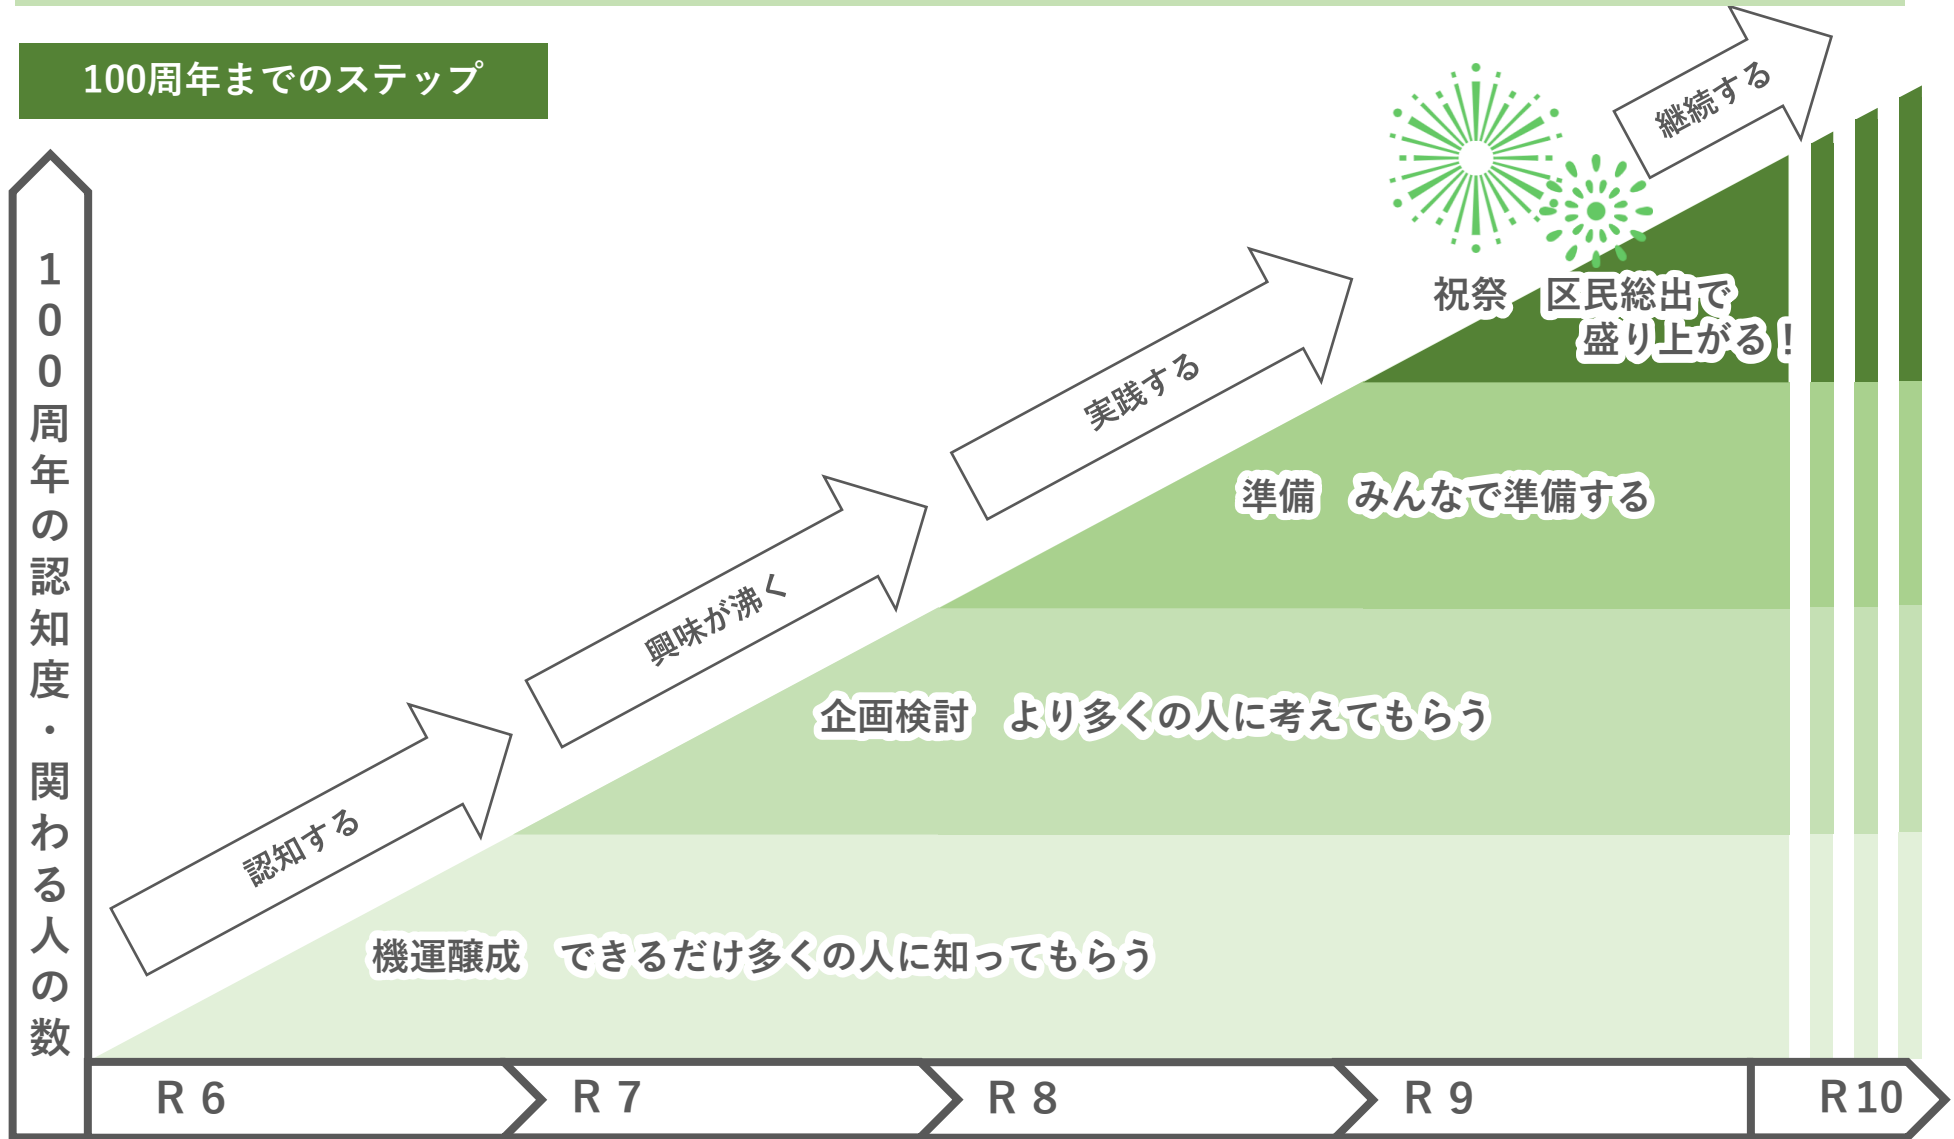 100周年までのステップ
100周年の認知度・関わる人の数
継続する
実践する
興味が沸く
認知する
祝祭　区民総出で
盛り上がる！
準備　みんなで準備する
企画検討　より多くの人に考えてもらう
機運醸成　できるだけ多くの人に知ってもらう
R 6
R 7
R 8
R 9
R 10